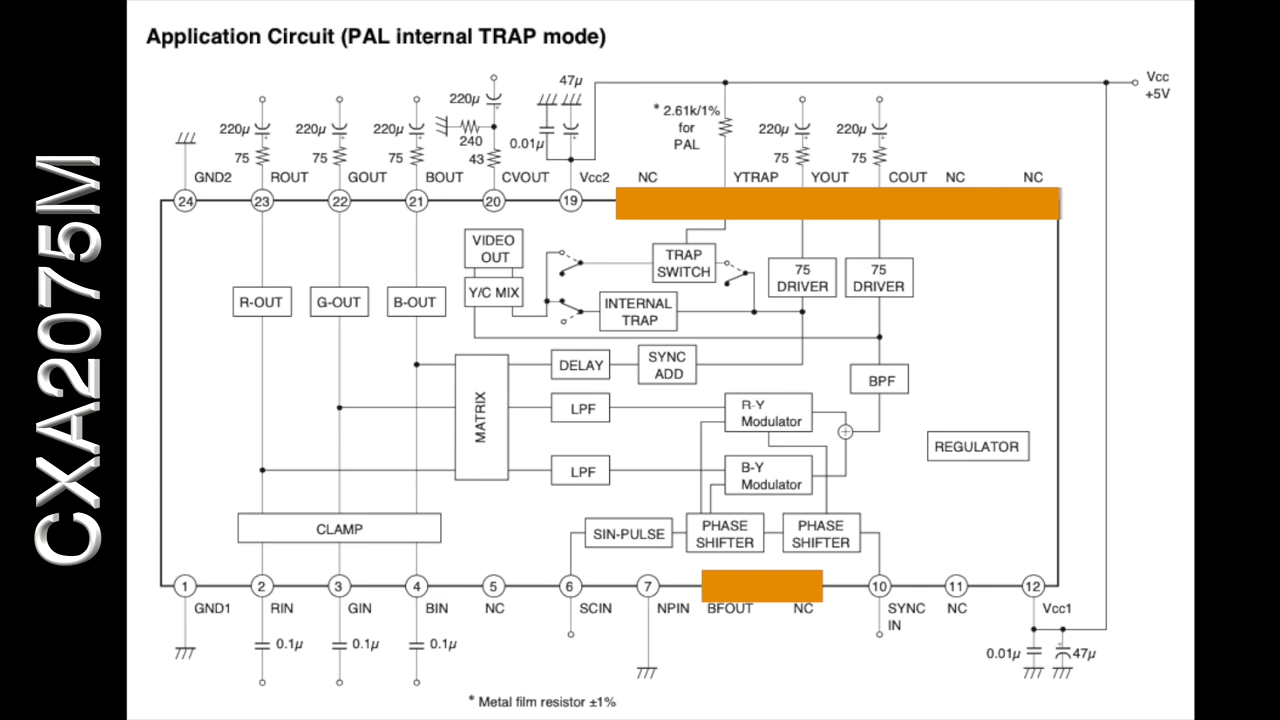 CXA2075M
Application Circuit (PAL internal TRAP mode)
47µ
Vcc
+5V
220µ
* 2.61k/1%
for
PAL
220µ 220µ 220µ 240 0.01µ 220µ 220µ
75 75 75 43 75 75
GND2 ROUT GOUT BOUT CVOUT Vcc2 NC YTRAP YOUT COUT NC NC
24 23 22 21 20 19
VIDEO
OUT
TRAP
SWITCH
75
DRIVER
75
DRIVER
R-OUT G-OUT B-OUT Y/C MIX
INTERNAL
TRAP
DELAY
SYNC
ADD
BPF
MATRIX
LPF
R-Y
Modulator
REGULATOR
LPF
B-Y
Modulator
CLAMP
SIN-PULSE
PHASE
SHIFTER
PHASE
SHIFTER
1 2 3 4 5 6 7 10 11 12
GND1 RIN GIN BIN NC SCIN NPIN BFOUT NC SYNC
IN
NC Vcc1
0.1µ 0.1µ 0.1µ 0.01µ 47µ
* Metal film resistor ±1%